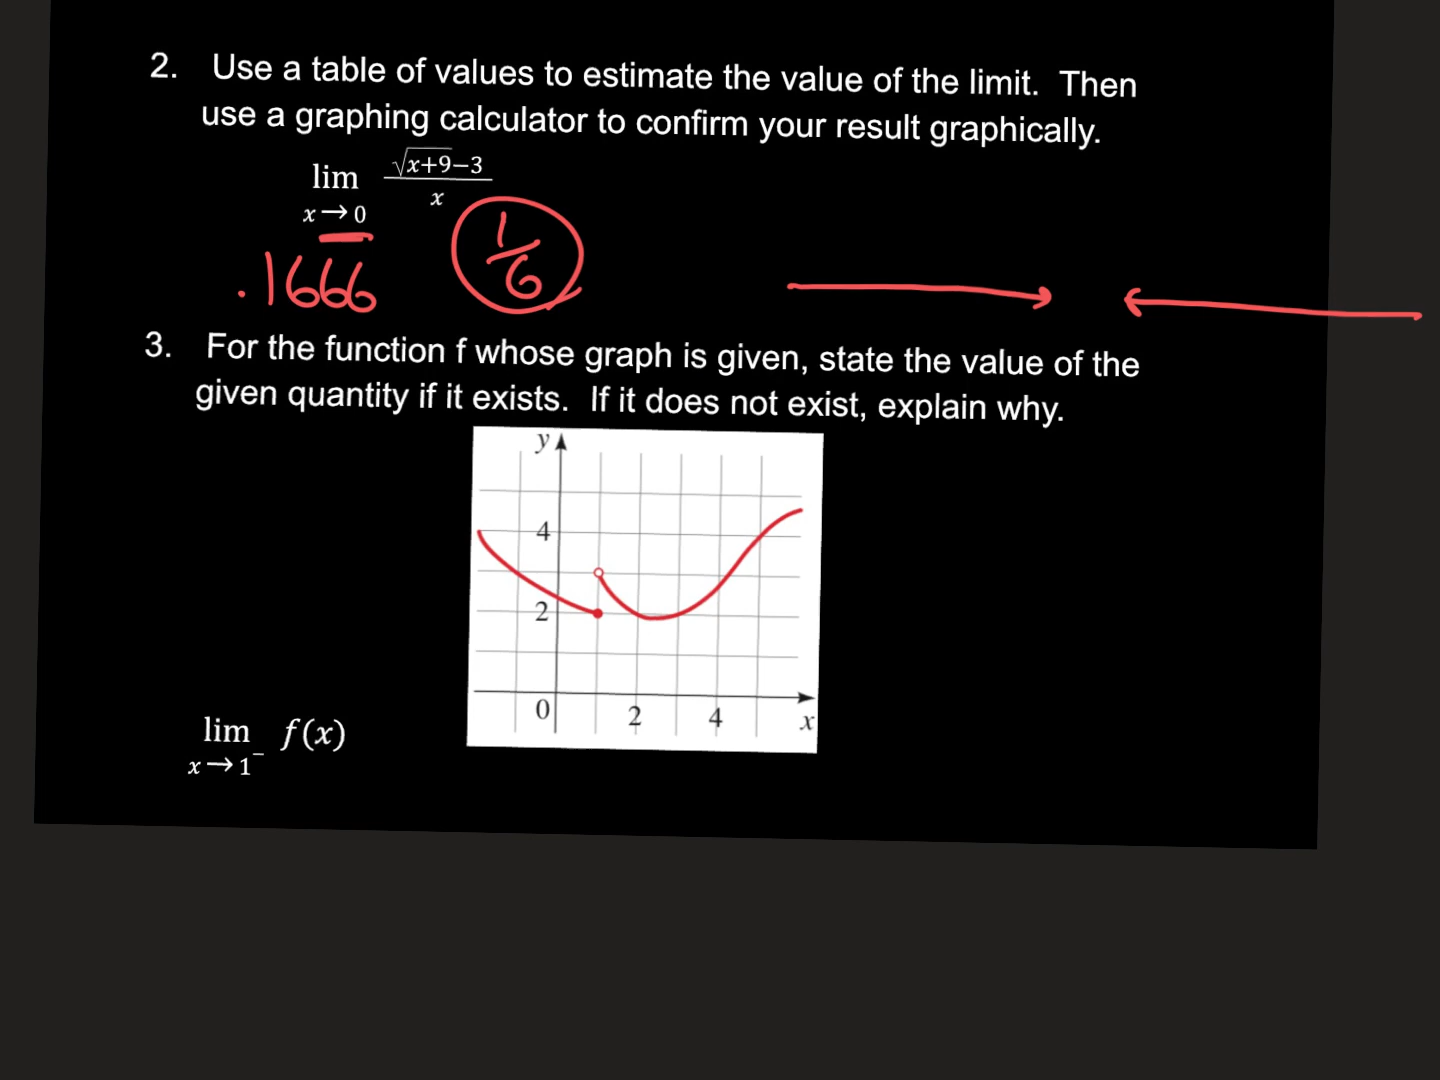 2. Use a table of values to estimate the value of the limit. Then
use a graphing calculator to confirm your result graphically.
lim √x+9−3
x→0 x
.1666 1/6
3. For the function f whose graph is given, state the value of the
given quantity if it exists. If it does not exist, explain why.
y
4
2
0 2 4 x
lim f(x)
x→1⁻